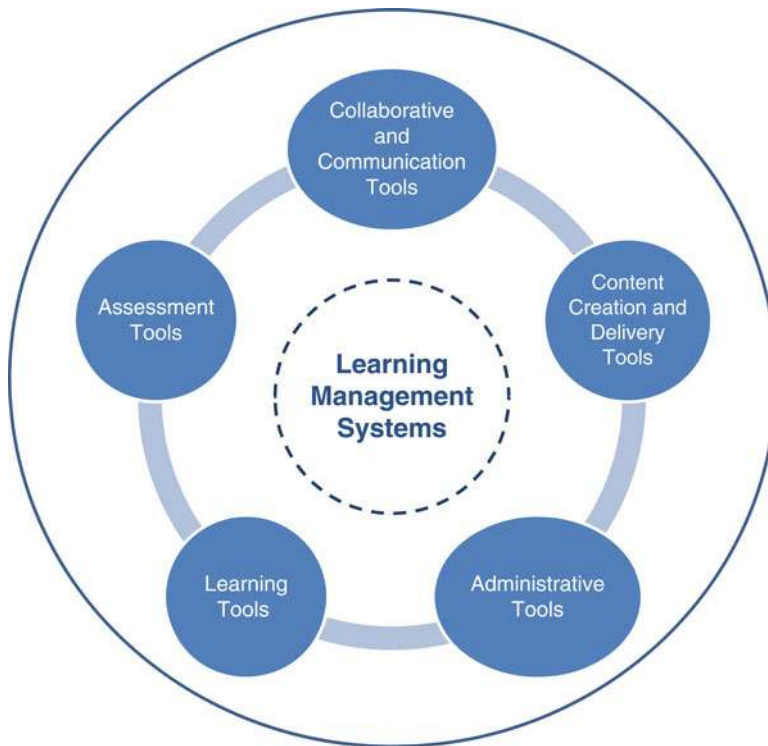 Collaborative
and
Communication
Tools
Assessment
Tools
Content
Creation and
Delivery
Tools
Learning
Management
Systems
Learning
Tools
Administrative
Tools